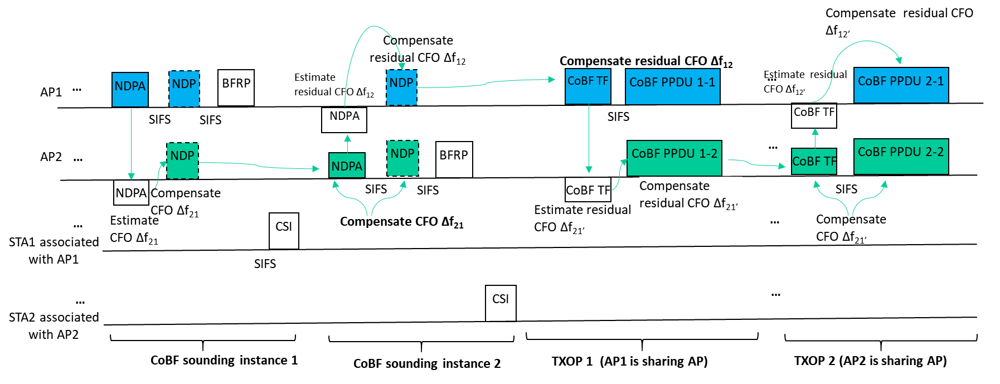 Compensate residual CFO
Δf12’
Compensate
residual CFO Δf12
Compensate residual CFO Δf12
Estimate
residual CFO Δf12
Estimate residual
CFO Δf12’
AP1
...
NDPA
NDP
BFRP
NDP
CoBF TF
CoBF PPDU 1-1
...
CoBF PPDU 2-1
SIFS
SIFS
NDPA
SIFS
CoBF TF
AP2
...
NDP
NDPA
NDP
BFRP
CoBF PPDU 1-2
...
CoBF TF
CoBF PPDU 2-2
NDPA
Compensate
CFO Δf21
SIFS
SIFS
CoBF TF
Compensate
residual CFO Δf21’
SIFS
Estimate
CFO Δf21
Compensate CFO Δf21
Estimate residual
CFO Δf21’
Compensate
CFO Δf21’
...
STA1 associated
with AP1
CSI
...
SIFS
...
STA2 associated
with AP2
CSI
...
CoBF sounding instance 1
CoBF sounding instance 2
TXOP 1 (AP1 is sharing AP)
TXOP 2 (AP2 is sharing AP)